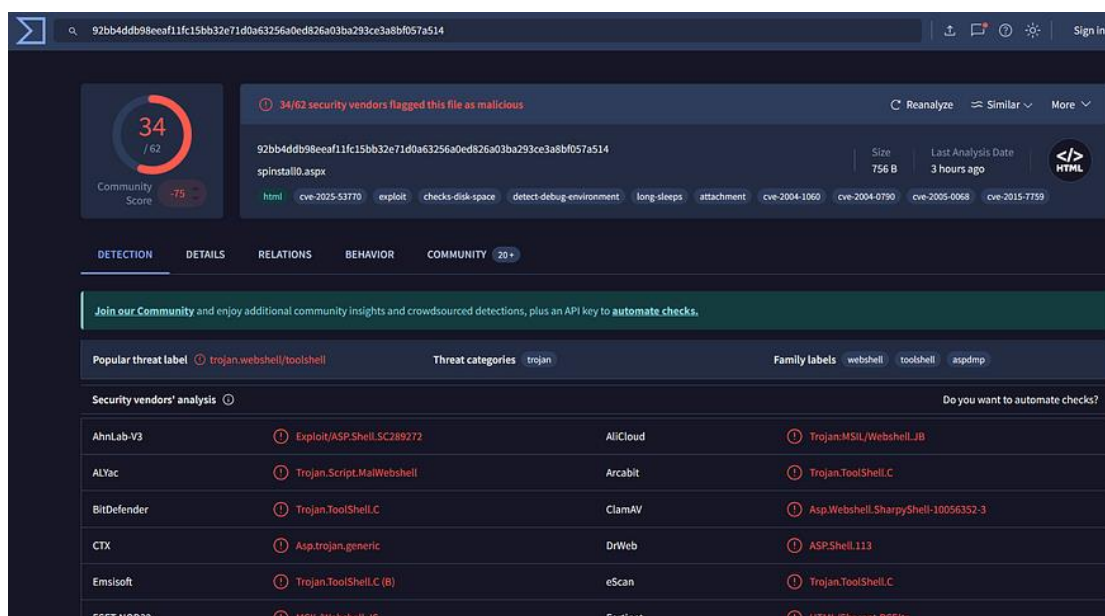 92bb4ddb98eeaf11fc15bb32e71d0a63256a0ed826a03ba293ce3a8bf057a514
Sign in
34
/ 62
Community
Score
-75
34/62 security vendors flagged this file as malicious
Reanalyze
Similar
More
92bb4ddb98eeaf11fc15bb32e71d0a63256a0ed826a03ba293ce3a8bf057a514
spinstall0.aspx
Size
756 B
Last Analysis Date
3 hours ago
</>
HTML
html cve-2025-53770 exploit checks-disk-space detect-debug-environment long-sleeps attachment cve-2004-1060 cve-2004-0790 cve-2005-0068 cve-2015-7759
DETECTION DETAILS RELATIONS BEHAVIOR COMMUNITY 20+
Join our Community and enjoy additional community insights and crowdsourced detections, plus an API key to automate checks.
Popular threat label trojan.webshell/toolshell Threat categories trojan Family labels webshell toolshell aspdmp
Security vendors' analysis Do you want to automate checks?
AhnLab-V3 Exploit/ASP.Shell.SC289272 AliCloud Trojan:MSIL/Webshell.JB
ALYac Trojan.Script.MalWebshell Arcabit Trojan.ToolShell.C
BitDefender Trojan.ToolShell.C ClamAV Asp.Webshell.SharpyShell-10056352-3
CTX Asp.trojan.generic DrWeb ASP.Shell.113
Emsisoft Trojan.ToolShell.C (B) eScan Trojan.ToolShell.C